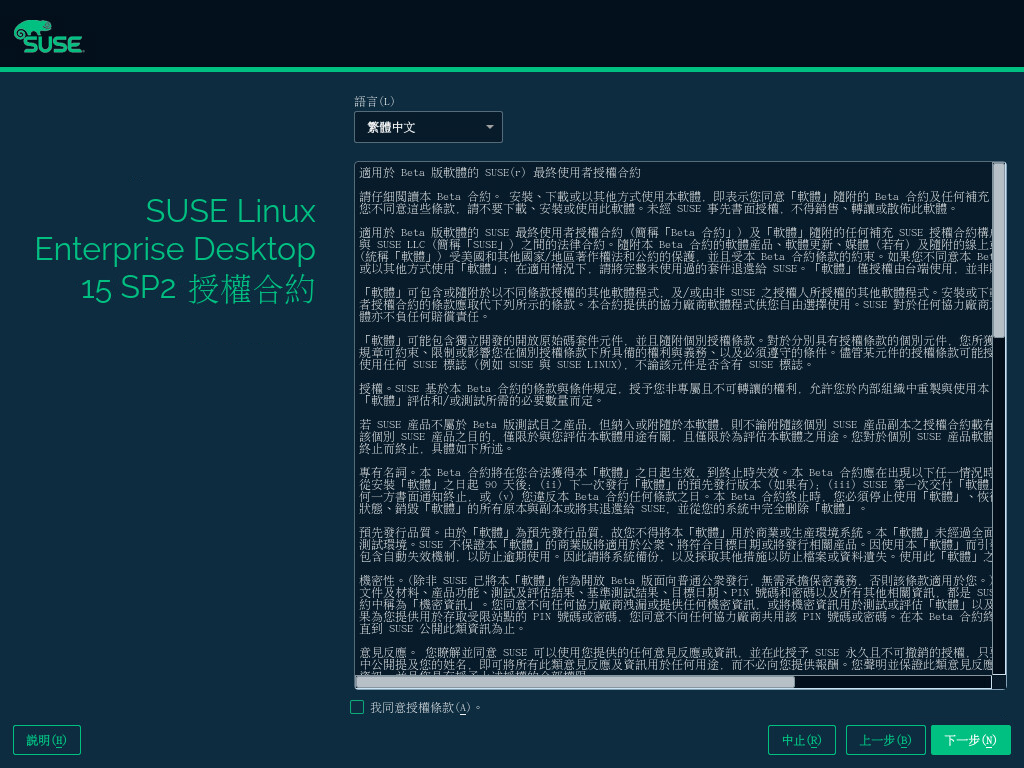 SUSE
語言(L)
繁體中文
SUSE Linux
Enterprise Desktop
15 SP2 授權合約
適用於 Beta 版軟體的 SUSE(r) 最終使用者授權合約
請仔細閱讀本 Beta 合約。 安裝、下載或以其他方式使用本軟體，即表示您同意「軟體」隨附的 Beta 合約及任何補充
您不同意這些條款，請不要下載、安裝或使用此軟體。未經 SUSE 事先書面授權，不得銷售、轉讓或散佈此軟體。
適用於 Beta 版軟體的 SUSE 最終使用者授權合約 (簡稱「Beta 合約」) 及「軟體」隨附的任何補充 SUSE 授權合約構
與 SUSE LLC (簡稱「SUSE」) 之間的法律合約。隨附本 Beta 合約的軟體產品、軟體更新、媒體 (若有) 及隨附的線上
(統稱「軟體」) 受美國和其他國家/地區著作權法和公約的保護，並且受本 Beta 合約條款的約束。如果您不同意本 Be
或以其他方式使用「軟體」；在適用情況下，請將完整未使用過的套件退還給 SUSE。「軟體」僅授權由台端使用，並非
「軟體」可包含或隨附於以不同條款授權的其他軟體程式，及/或由非 SUSE 之授權人所授權的其他軟體程式。安裝或下
者授權合約的條款應取代下列所示的條款。本合約提供的協力廠商軟體程式供您自由選擇使用。SUSE 對於任何協力廠商
體亦不負任何賠償責任。
「軟體」可能包含獨立開發的開放原始碼套件元件，並且隨附個別授權條款。對於分別具有授權條款的個別元件，您所獲
規章可約束、限制或影響您在個別授權條款下所具備的權利與義務、以及必須遵守的條件。儘管某元件的授權條款可能授
使用任何 SUSE 標誌 (例如 SUSE 與 SUSE LINUX)，不論該元件是否含有 SUSE 標誌。
授權。SUSE 基於本 Beta 合約的條款與條件規定，授予您非專屬且不可轉讓的權利，允許您於內部組織中重製與使用本
「軟體」評估和/或測試所需的必要數量而定。
若 SUSE 產品不屬於 Beta 版測試目之產品，但納入或附隨於本軟體，則不論附隨該個別 SUSE 產品副本之授權合約載有
該個別 SUSE 產品之目的，僅限於與您評估本軟體用途有關，且僅限於為評估本軟體之用途。您對於個別 SUSE 產品軟體
終止而終止，具體如下所述。
專有名詞。本 Beta 合約將在您合法獲得本「軟體」之日起生效，到終止時失效。本 Beta 合約應在出現以下任一情況時
從安裝「軟體」之日起 90 天後；(ii) 下一次發行「軟體」的預先發行版本 (如果有)；(iii) SUSE 第一次交付「軟體」
何一方書面通知終止，或 (v) 您違反本 Beta 合約任何條款之日。本 Beta 合約終止時，您必須停止使用「軟體」、恢
狀態、銷毀「軟體」的所有原本與副本或將其退還給 SUSE，並從您的系統中完全刪除「軟體」。
預先發行品質。由於「軟體」為預先發行品質，故您不得將本「軟體」用於商業或生產環境系統。本「軟體」未經過全面
測試環境。SUSE 不保證本「軟體」的商業版將適用於公眾、將符合目標日期或將發行相關產品。因使用本「軟體」而引
包含自動失效機制，以防止逾期使用。因此請將系統備份，以及採取其他措施以防止檔案或資料遺失。使用此「軟體」之
機密性。(除非 SUSE 已將本「軟體」作為開放 Beta 版面向普通公眾發行，無需承擔保密義務，否則該條款適用於您。)
文件及材料、產品功能、測試及評估結果、基準測試結果、目標日期、PIN 號碼和密碼以及所有其他相關資訊，都是 SUS
約中稱為「機密資訊」。您同意不向任何協力廠商洩漏或提供任何機密資訊，或將機密資訊用於測試或評估「軟體」以及
果為您提供用於存取受限站點的 PIN 號碼或密碼，您同意不向任何協力廠商共用該 PIN 號碼或密碼。在本 Beta 合約終
直到 SUSE 公開此類資訊為止。
意見反應。 您瞭解並同意 SUSE 可以使用您提供的任何意見反應或資訊，並在此授予 SUSE 永久且不可撤銷的授權，只要
中公開提及您的姓名，即可將所有此類意見反應及資訊用於任何用途，而不必向您提供報酬。您聲明並保證此類意見反應
我同意授權條款(A)。
說明(H)
中止(R)
上一步(B)
下一步(N)